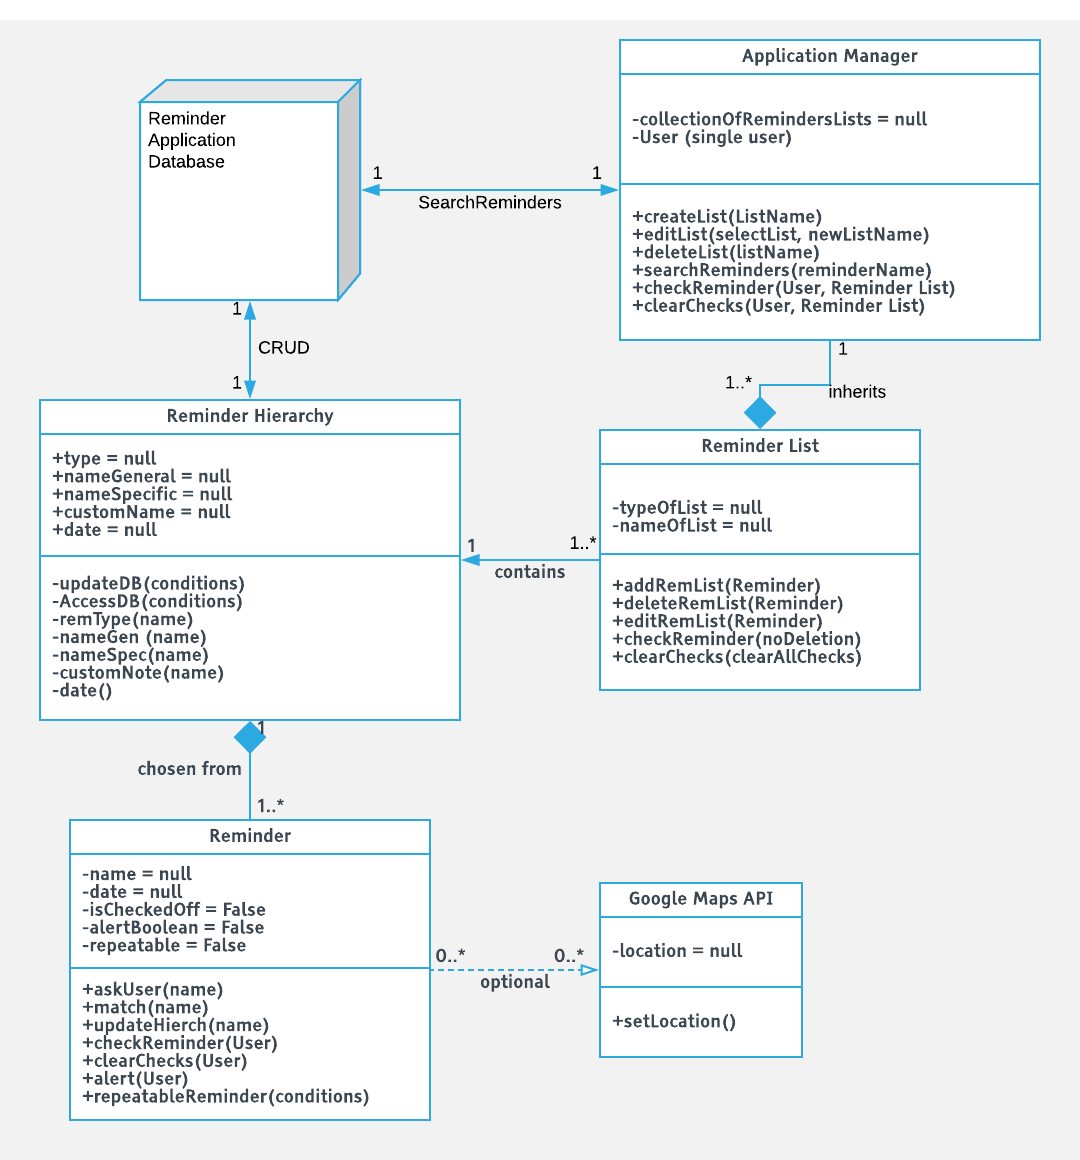 Application Manager
-collectionOfRemindersLists = null
-User (single user)
+createList(ListName)
+editList(selectList, newListName)
+deleteList(listName)
+searchReminders(reminderName)
+checkReminder(User, Reminder List)
+clearChecks(User, Reminder List)
Reminder
Application
Database
1
1
SearchReminders
1
CRUD
1
1
1..*
inherits
Reminder Hierarchy
+type = null
+nameGeneral = null
+nameSpecific = null
+customName = null
+date = null
-updateDB(conditions)
-AccessDB(conditions)
-remType(name)
-nameGen (name)
-nameSpec(name)
-customNote(name)
-date()
Reminder List
-typeOfList = null
-nameOfList = null
+addRemList(Reminder)
+deleteRemList(Reminder)
+editRemList(Reminder)
+checkReminder(noDeletion)
+clearChecks(clearAllChecks)
1
1..*
contains
1
chosen from
1..*
Reminder
-name = null
-date = null
-isCheckedOff = False
-alertBoolean = False
-repeatable = False
+askUser(name)
+match(name)
+updateHierch(name)
+checkReminder(User)
+clearChecks(User)
+alert(User)
+repeatableReminder(conditions)
0..*
0..*
optional
Google Maps API
-location = null
+setLocation()